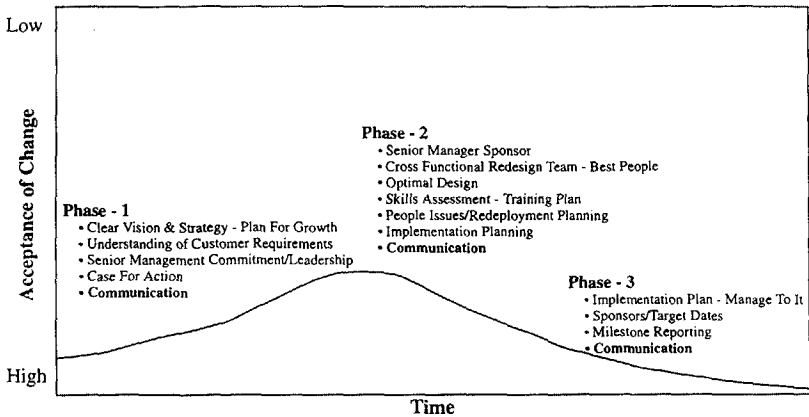 Low
Acceptance of Change
High
Phase - 1
• Clear Vision & Strategy - Plan For Growth
• Understanding of Customer Requirements
• Senior Management Commitment/Leadership
• Case For Action
• Communication
Phase - 2
• Senior Manager Sponsor
• Cross Functional Redesign Team - Best People
• Optimal Design
• Skills Assessment - Training Plan
• People Issues/Redeployment Planning
• Implementation Planning
• Communication
Phase - 3
• Implementation Plan - Manage To It
• Sponsors/Target Dates
• Milestone Reporting
• Communication
Time